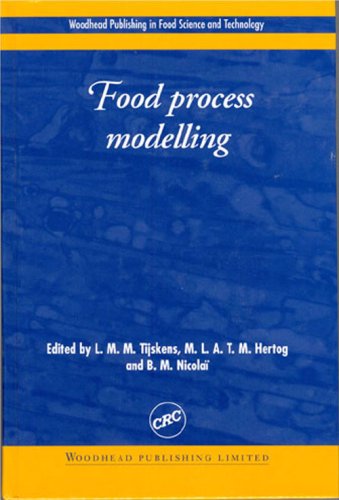 Woodhead Publishing in Food Science and Technology
Food process
modelling
Edited by L. M. M. Tijskens, M. L. A. T. M. Hertog
and B. M. Nicolaï
CRC
WOODHEAD PUBLISHING LIMITED